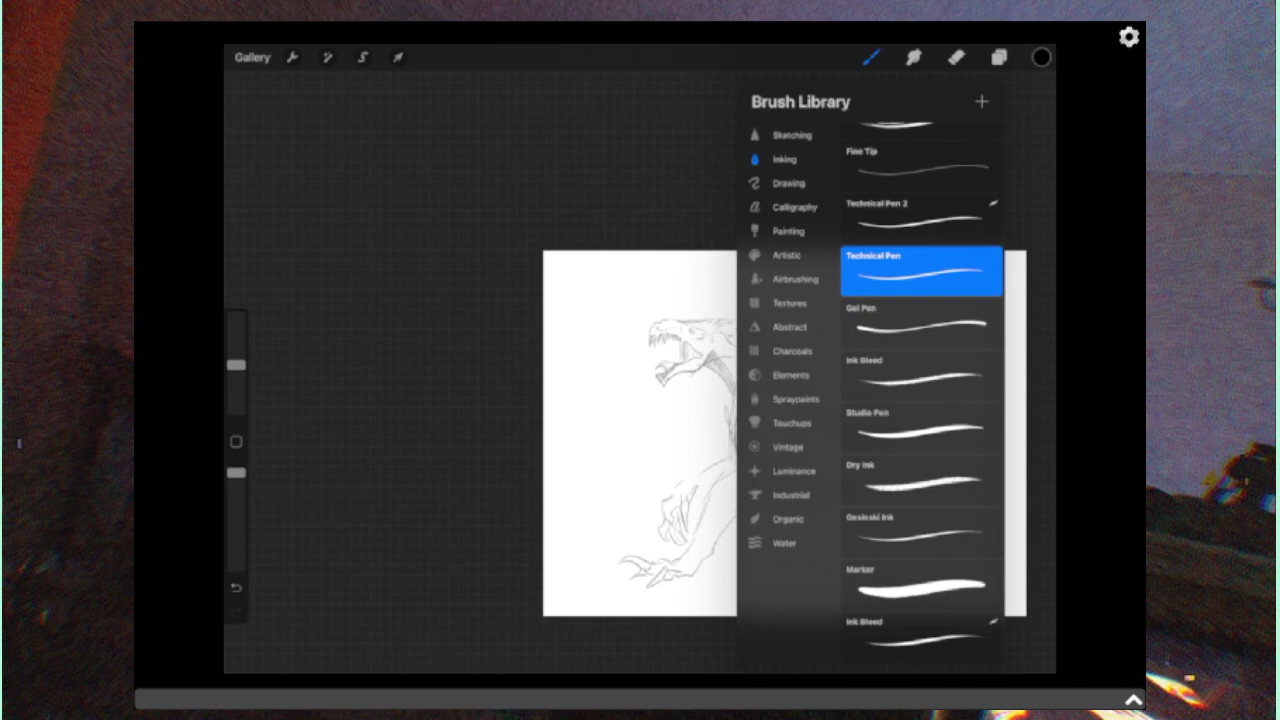 Gallery
Brush Library
Sketching
Inking
Drawing
Calligraphy
Painting
Artistic
Airbrushing
Textures
Abstract
Charcoals
Elements
Spraypaints
Touchups
Vintage
Luminance
Industrial
Organic
Water
Fine Tip
Technical Pen 2
Technical Pen
Gel Pen
Ink Bleed
Studio Pen
Dry Ink
Gesinski Ink
Marker
Ink Bleed